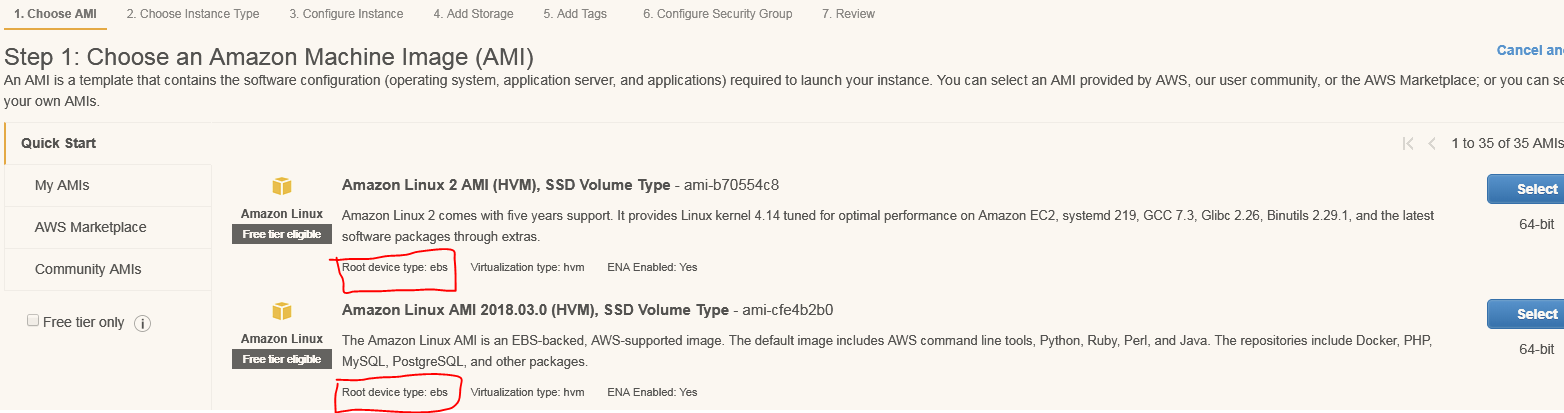 1. Choose AMI 2. Choose Instance Type 3. Configure Instance 4. Add Storage 5. Add Tags 6. Configure Security Group 7. Review
Step 1: Choose an Amazon Machine Image (AMI)
Cancel an
An AMI is a template that contains the software configuration (operating system, application server, and applications) required to launch your instance. You can select an AMI provided by AWS, our user community, or the AWS Marketplace; or you can se
your own AMIs.
Quick Start
1 to 35 of 35 AMIs
My AMIs
AWS Marketplace
Community AMIs
Free tier only i
Amazon Linux
Free tier eligible
Amazon Linux 2 AMI (HVM), SSD Volume Type - ami-b70554c8
Amazon Linux 2 comes with five years support. It provides Linux kernel 4.14 tuned for optimal performance on Amazon EC2, systemd 219, GCC 7.3, Glibc 2.26, Binutils 2.29.1, and the latest
software packages through extras.
Root device type: ebs Virtualization type: hvm ENA Enabled: Yes
Select
64-bit
Amazon Linux
Free tier eligible
Amazon Linux AMI 2018.03.0 (HVM), SSD Volume Type - ami-cfe4b2b0
The Amazon Linux AMI is an EBS-backed, AWS-supported image. The default image includes AWS command line tools, Python, Ruby, Perl, and Java. The repositories include Docker, PHP,
MySQL, PostgreSQL, and other packages.
Root device type: ebs Virtualization type: hvm ENA Enabled: Yes
Select
64-bit